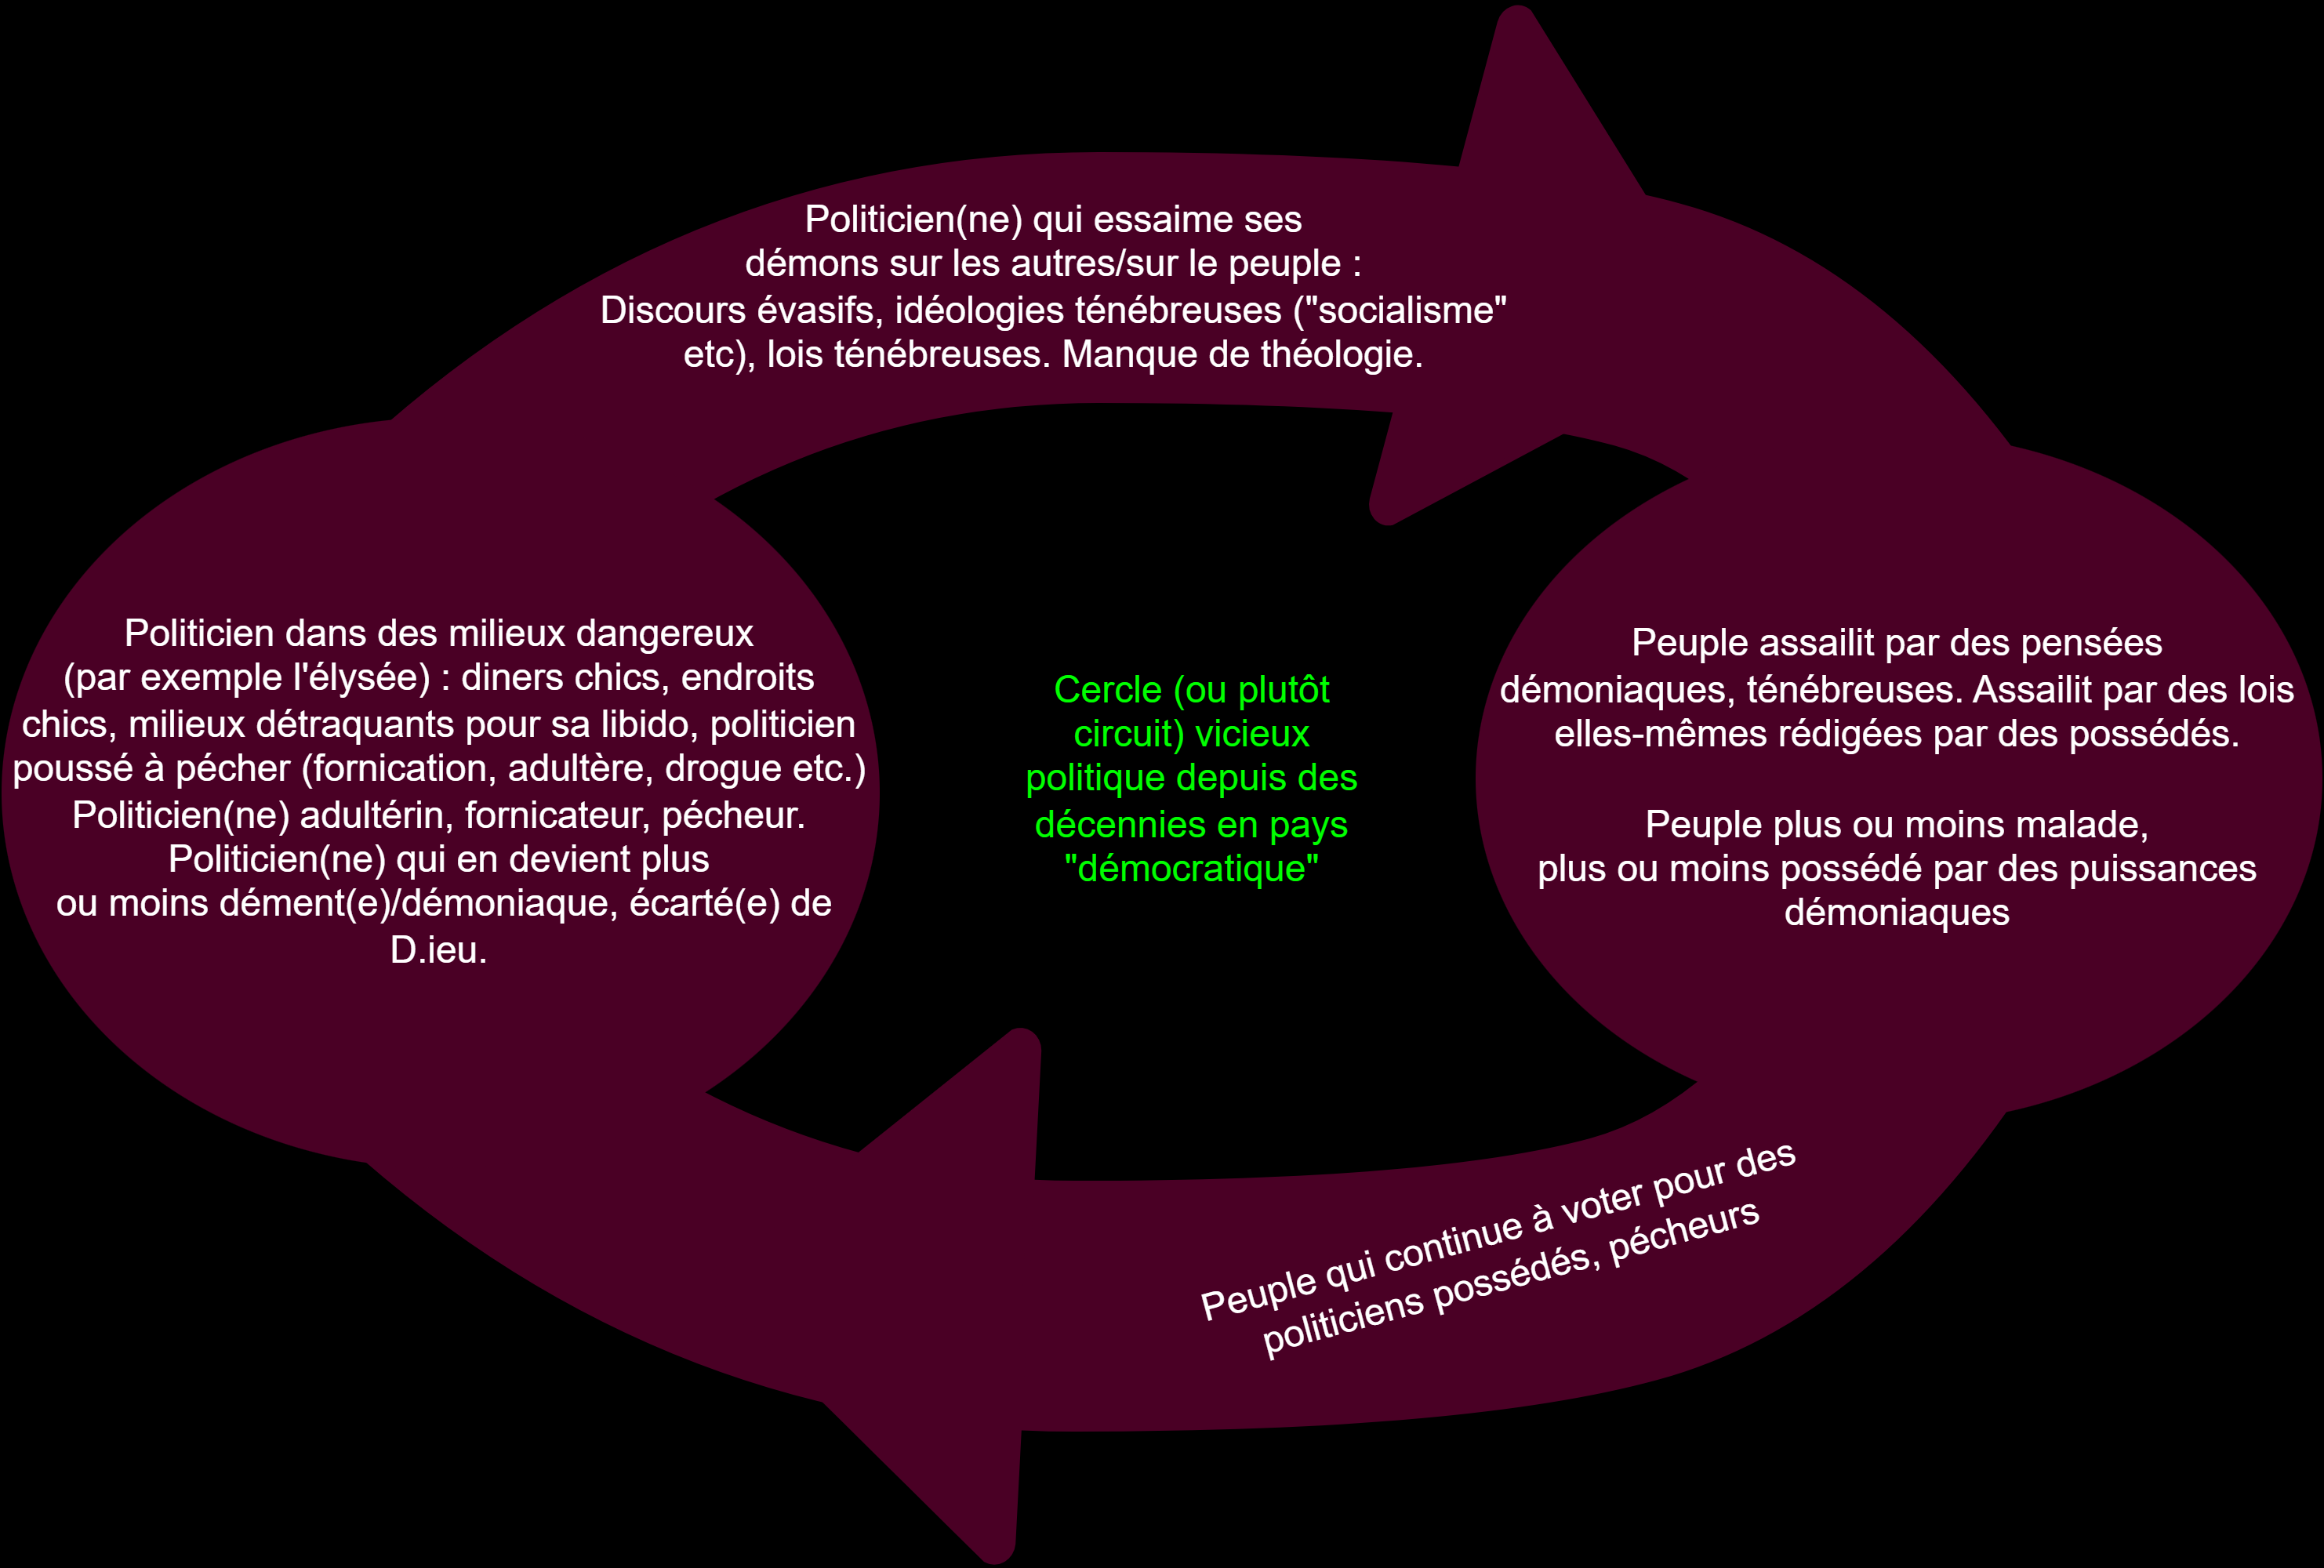 Politicien(ne) qui essaime ses
démons sur les autres/sur le peuple :
Discours évasifs, idéologies ténébreuses ("socialisme"
etc), lois ténébreuses. Manque de théologie.
Politicien dans des milieux dangereux
(par exemple l'élysée) : diners chics, endroits
chics, milieux détraquants pour sa libido, politicien
poussé à pécher (fornication, adultère, drogue etc.)
Politicien(ne) adultérin, fornicateur, pécheur.
Politicien(ne) qui en devient plus
ou moins dément(e)/démoniaque, écarté(e) de
D.ieu.
Cercle (ou plutôt
circuit) vicieux
politique depuis des
décennies en pays
"démocratique"
Peuple assailit par des pensées
démoniaques, ténébreuses. Assailit par des lois
elles-mêmes rédigées par des possédés.
Peuple plus ou moins malade,
plus ou moins possédé par des puissances
démoniaques
Peuple qui continue à voter pour des
politiciens possédés, pécheurs